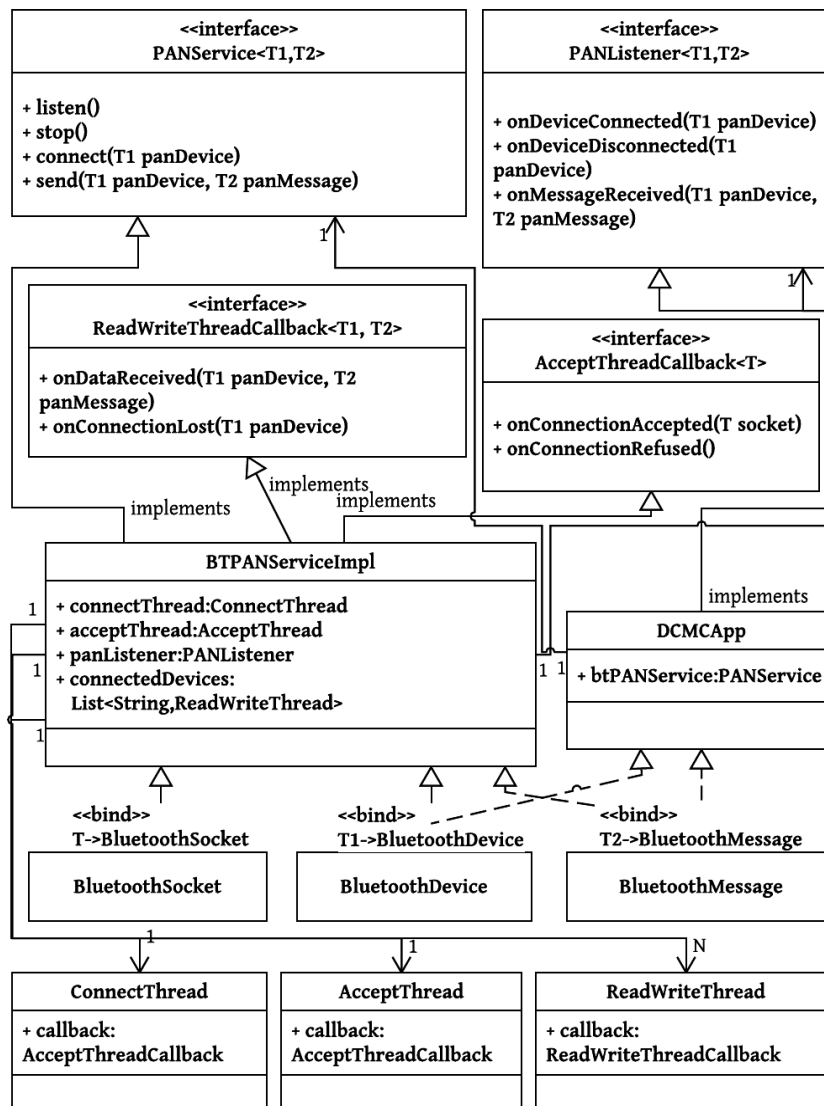 <<interface>>
PANService<T1,T2>
+ listen()
+ stop()
+ connect(T1 panDevice)
+ send(T1 panDevice, T2 panMessage)
<<interface>>
PANListener<T1,T2>
+ onDeviceConnected(T1 panDevice)
+ onDeviceDisconnected(T1
panDevice)
+ onMessageReceived(T1 panDevice,
T2 panMessage)
1
1
<<interface>>
ReadWriteThreadCallback<T1, T2>
+ onDataReceived(T1 panDevice, T2
panMessage)
+ onConnectionLost(T1 panDevice)
<<interface>>
AcceptThreadCallback<T>
+ onConnectionAccepted(T socket)
+ onConnectionRefused()
implements
implements
implements
implements
BTPANServiceImpl
+ connectThread:ConnectThread
+ acceptThread:AcceptThread
+ panListener:PANListener
+ connectedDevices:
List<String,ReadWriteThread>
1
1
1
1
1
DCMCApp
+ btPANService:PANService
<<bind>>
T->BluetoothSocket
BluetoothSocket
<<bind>>
T1->BluetoothDevice
BluetoothDevice
<<bind>>
T2->BluetoothMessage
BluetoothMessage
1
1
N
ConnectThread
+ callback:
AcceptThreadCallback
AcceptThread
+ callback:
AcceptThreadCallback
ReadWriteThread
+ callback:
ReadWriteThreadCallback